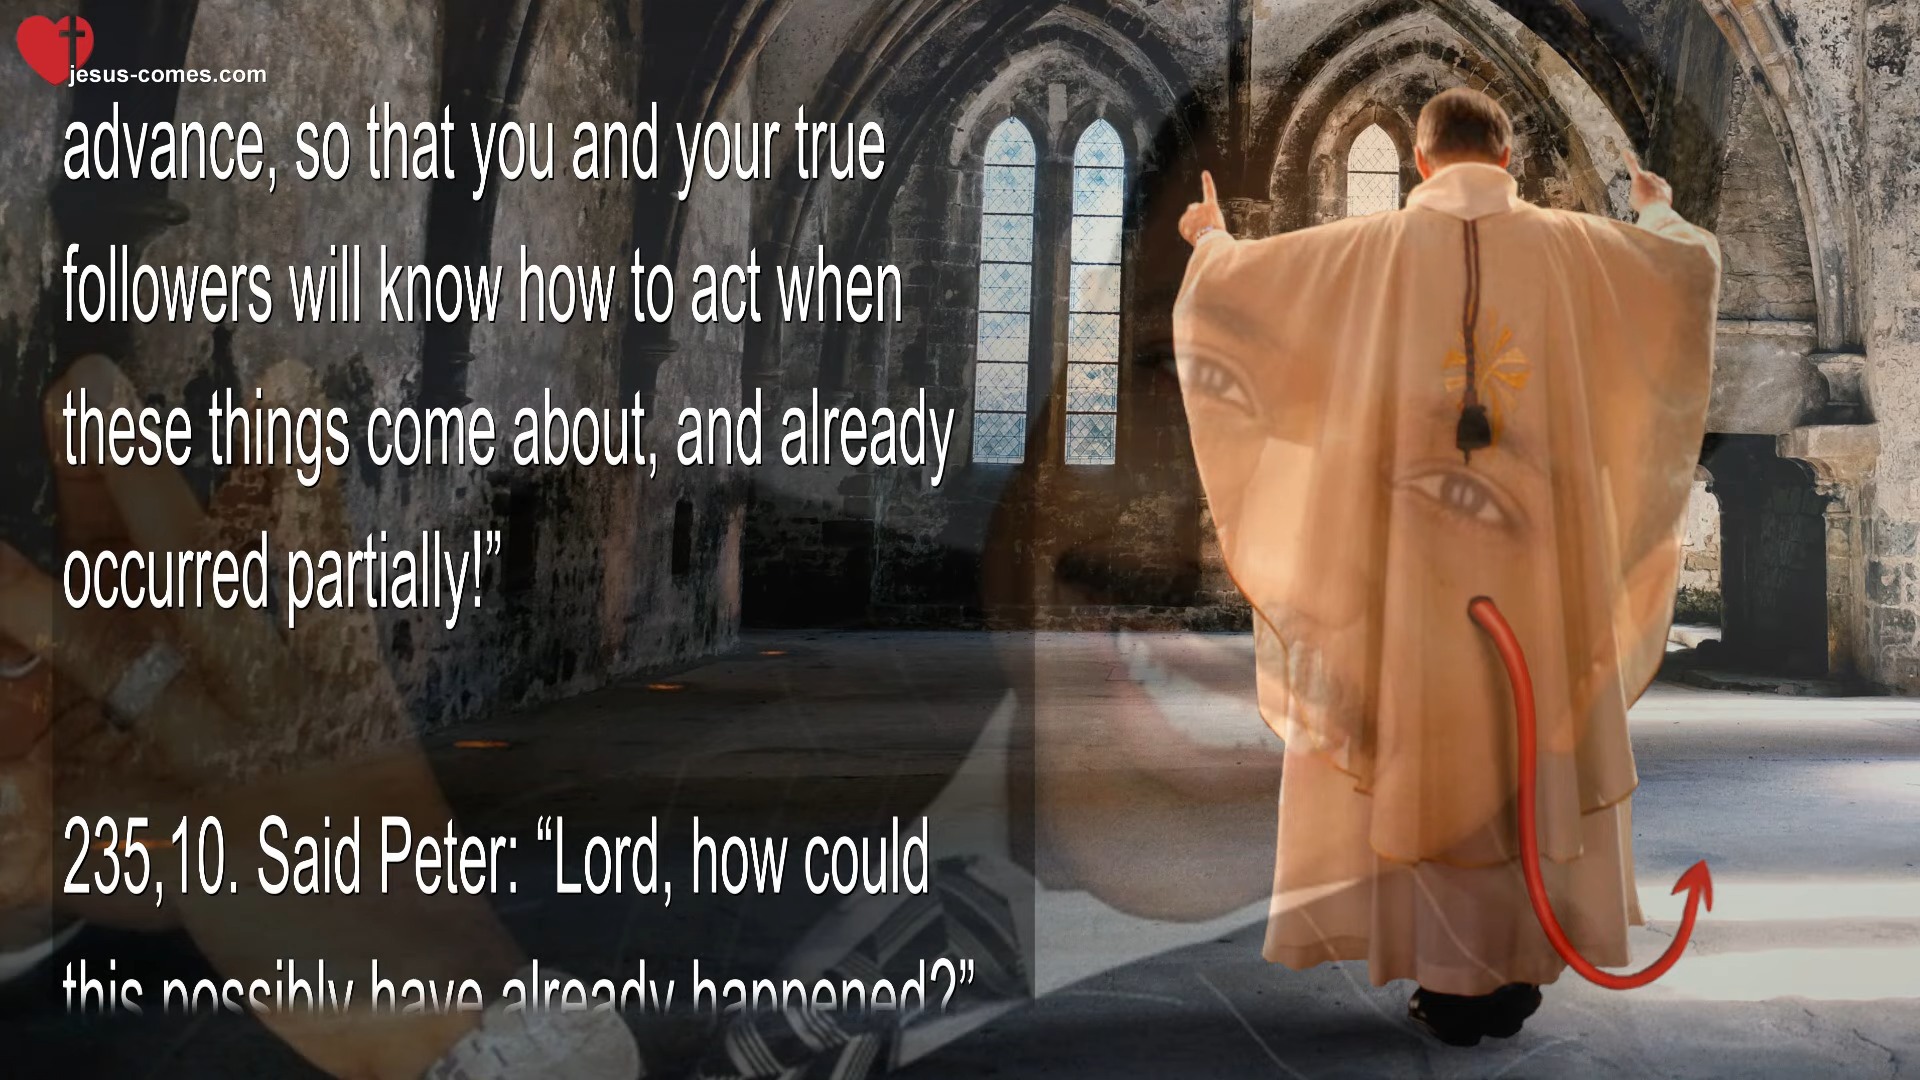 jesus-comes.com
advance, so that you and your true
followers will know how to act when
these things come about, and already
occurred partially!”
235,10. Said Peter: “Lord, how could
this possibly have already happened?”